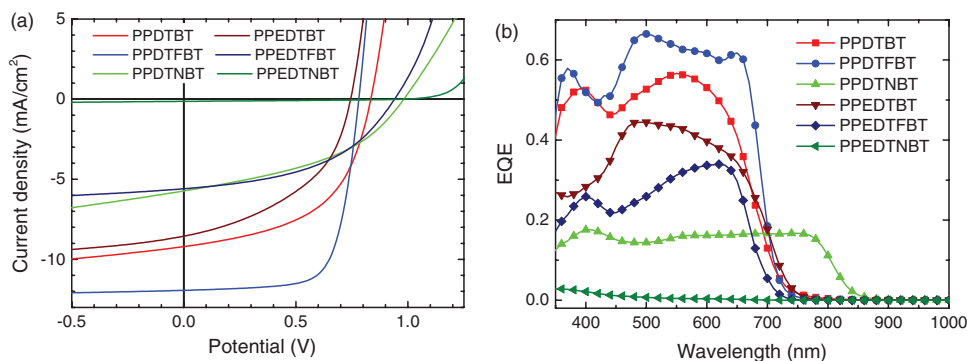 (a)
5
0
-5
-10
Current density (mA/cm²)
PPDTBT
PPEDTBT
PPDTFBT
PPEDTFBT
PPDTNBT
PPEDTNBT
-0.5
0.0
0.5
1.0
Potential (V)
(b)
0.6
0.4
0.2
0.0
EQE
PPDTBT
PPDTFBT
PPDTNBT
PPEDTBT
PPEDTFBT
PPEDTNBT
400
500
600
700
800
900
1000
Wavelength (nm)